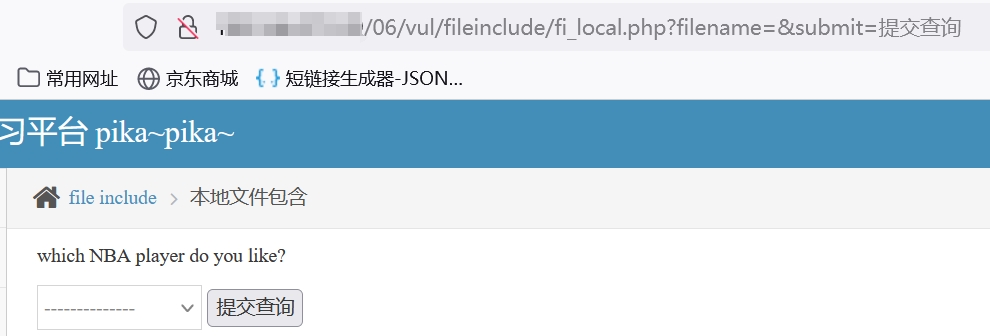 /06/vul/fileinclude/fi_local.php?filename=&submit=提交查询
常用网址 京东商城 短链接生成器-JSON...
习平台 pika~pika~
file include > 本地文件包含
which NBA player do you like?
-------------- 提交查询